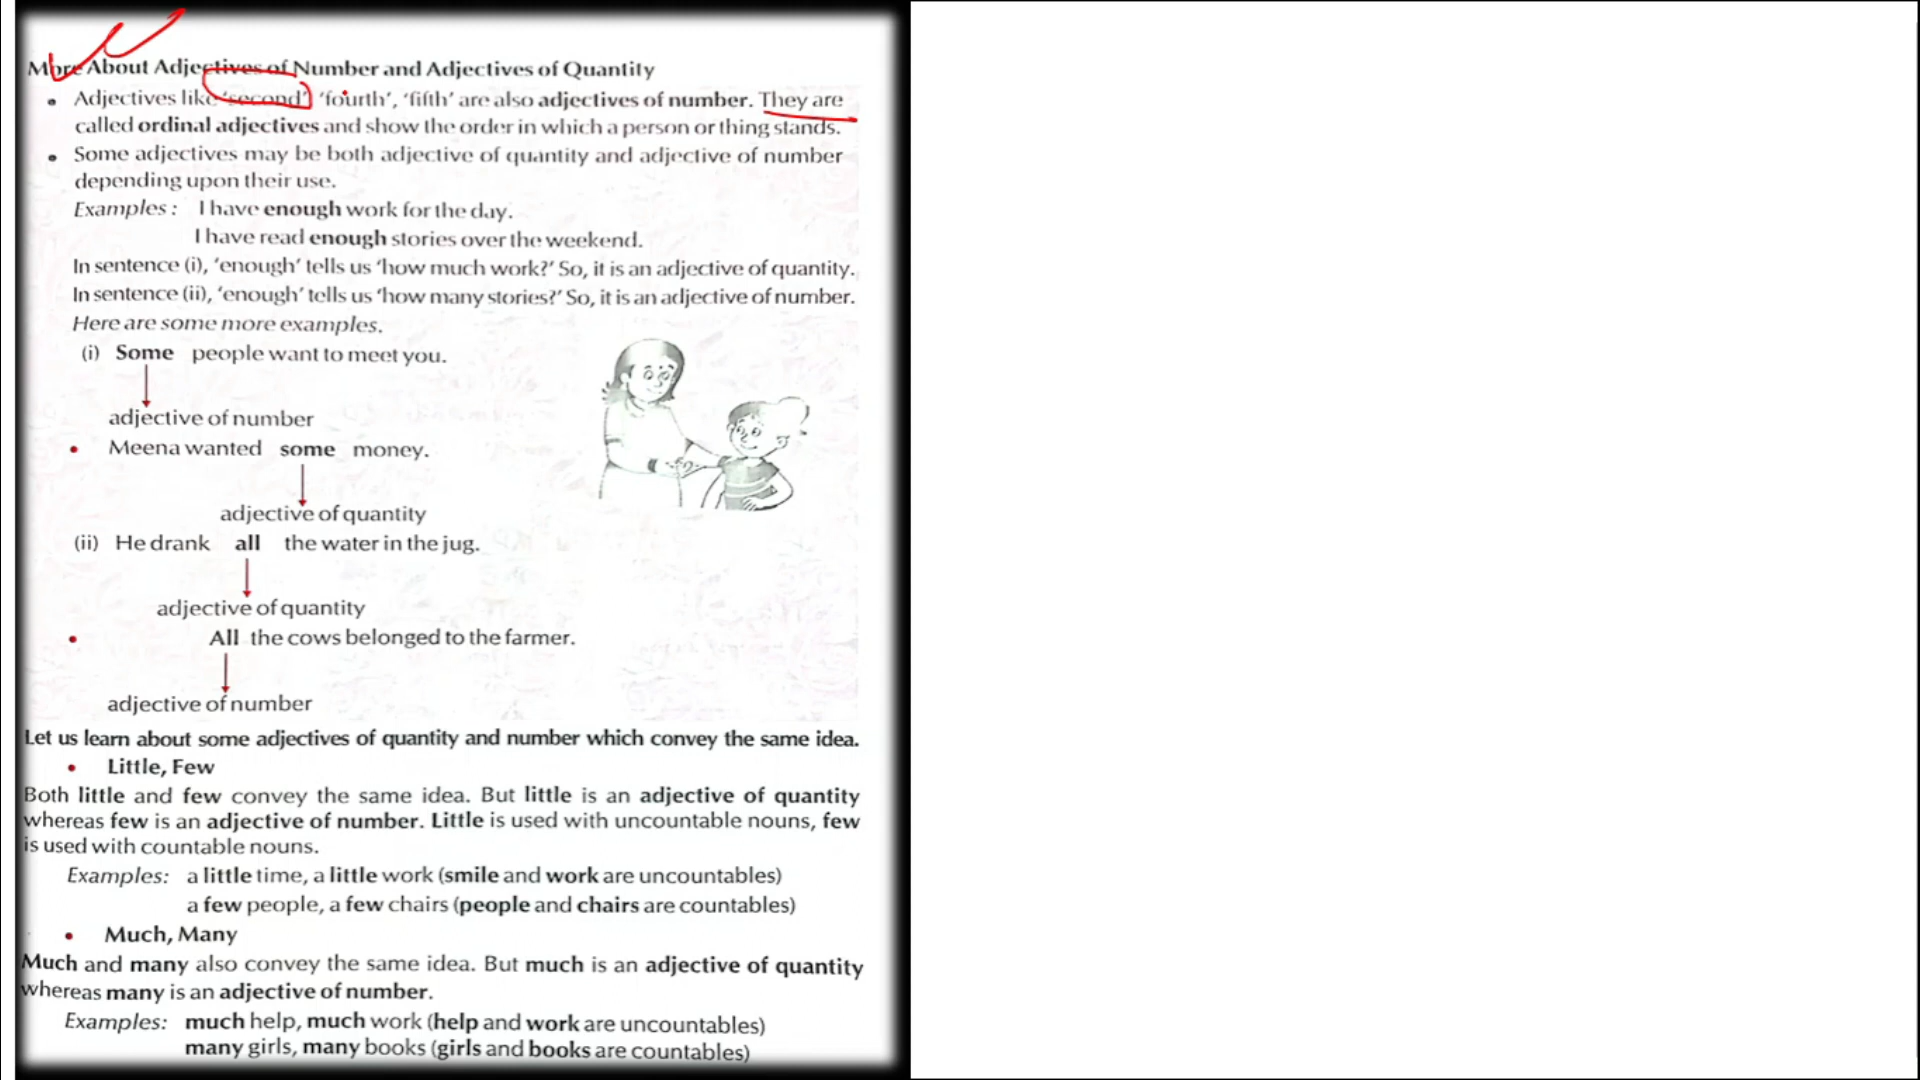 More About Adjectives of Number and Adjectives of Quantity
• Adjectives like ‘second’, ‘fourth’, ‘fifth’ are also adjectives of number. They are
called ordinal adjectives and show the order in which a person or thing stands.
• Some adjectives may be both adjective of quantity and adjective of number
depending upon their use.
Examples : I have enough work for the day.
I have read enough stories over the weekend.
In sentence (i), ‘enough’ tells us ‘how much work?’ So, it is an adjective of quantity.
In sentence (ii), ‘enough’ tells us ‘how many stories?’ So, it is an adjective of number.
Here are some more examples.
(i) Some people want to meet you.
adjective of number
• Meena wanted some money.
adjective of quantity
(ii) He drank all the water in the jug.
adjective of quantity
• All the cows belonged to the farmer.
adjective of number
Let us learn about some adjectives of quantity and number which convey the same idea.
• Little, Few
Both little and few convey the same idea. But little is an adjective of quantity
whereas few is an adjective of number. Little is used with uncountable nouns, few
is used with countable nouns.
Examples: a little time, a little work (smile and work are uncountables)
a few people, a few chairs (people and chairs are countables)
• Much, Many
Much and many also convey the same idea. But much is an adjective of quantity
whereas many is an adjective of number.
Examples: much help, much work (help and work are uncountables)
many girls, many books (girls and books are countables)